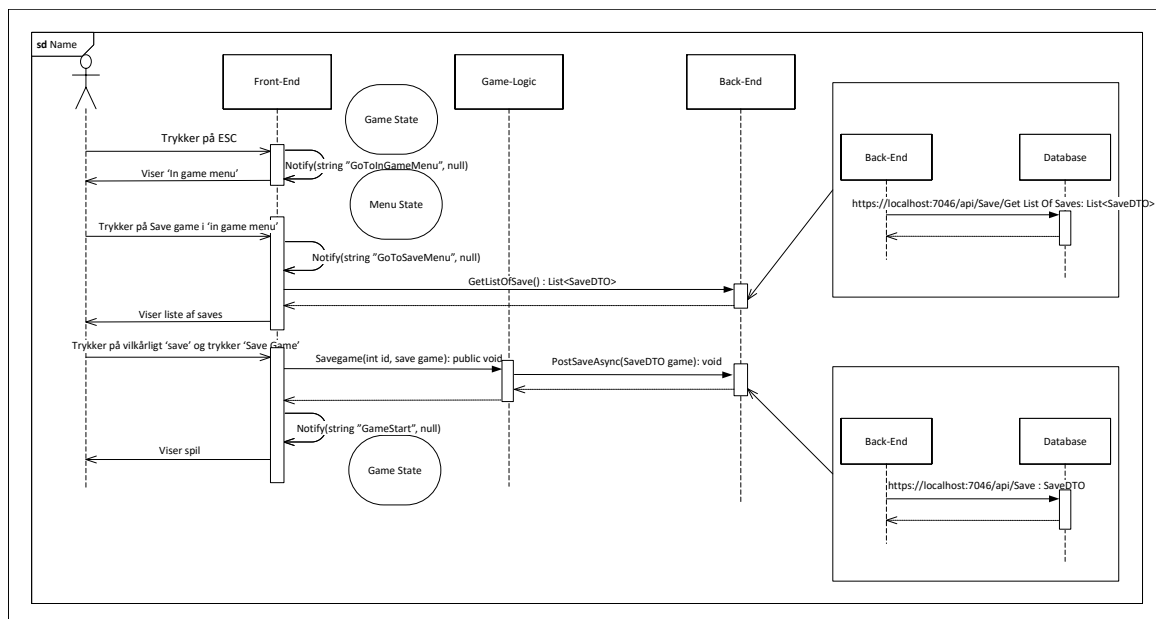 sd Name
Front-End
Game-Logic
Back-End
Game State
Trykker på ESC
Notify(string "GoToInGameMenu", null)
Viser ‘In game menu’
Menu State
Trykker på Save game i ‘in game menu’
Notify(string "GoToSaveMenu", null)
GetListOfSave() : List<SaveDTO>
Viser liste af saves
Trykker på vilkårligt ‘save’ og trykker ‘Save Game’
Savegame(int id, save game): public void
PostSaveAsync(SaveDTO game): void
Notify(string "GameStart", null)
Viser spil
Game State
Back-End
Database
https://localhost:7046/api/Save/Get List Of Saves: List<SaveDTO>
Back-End
Database
https://localhost:7046/api/Save : SaveDTO